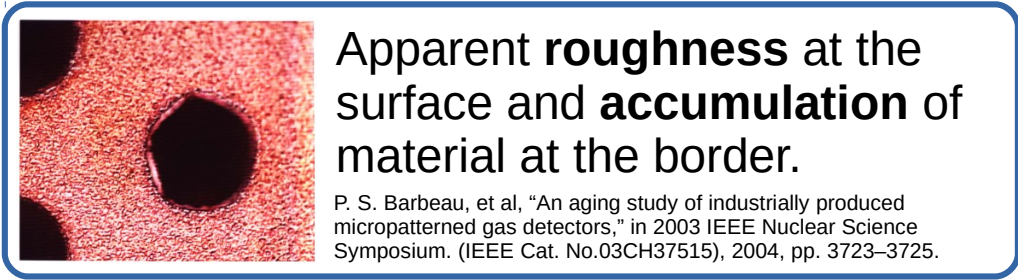 Apparent roughness at the
surface and accumulation of
material at the border.
P. S. Barbeau, et al, “An aging study of industrially produced
micropatterned gas detectors,” in 2003 IEEE Nuclear Science
Symposium. (IEEE Cat. No.03CH37515), 2004, pp. 3723–3725.